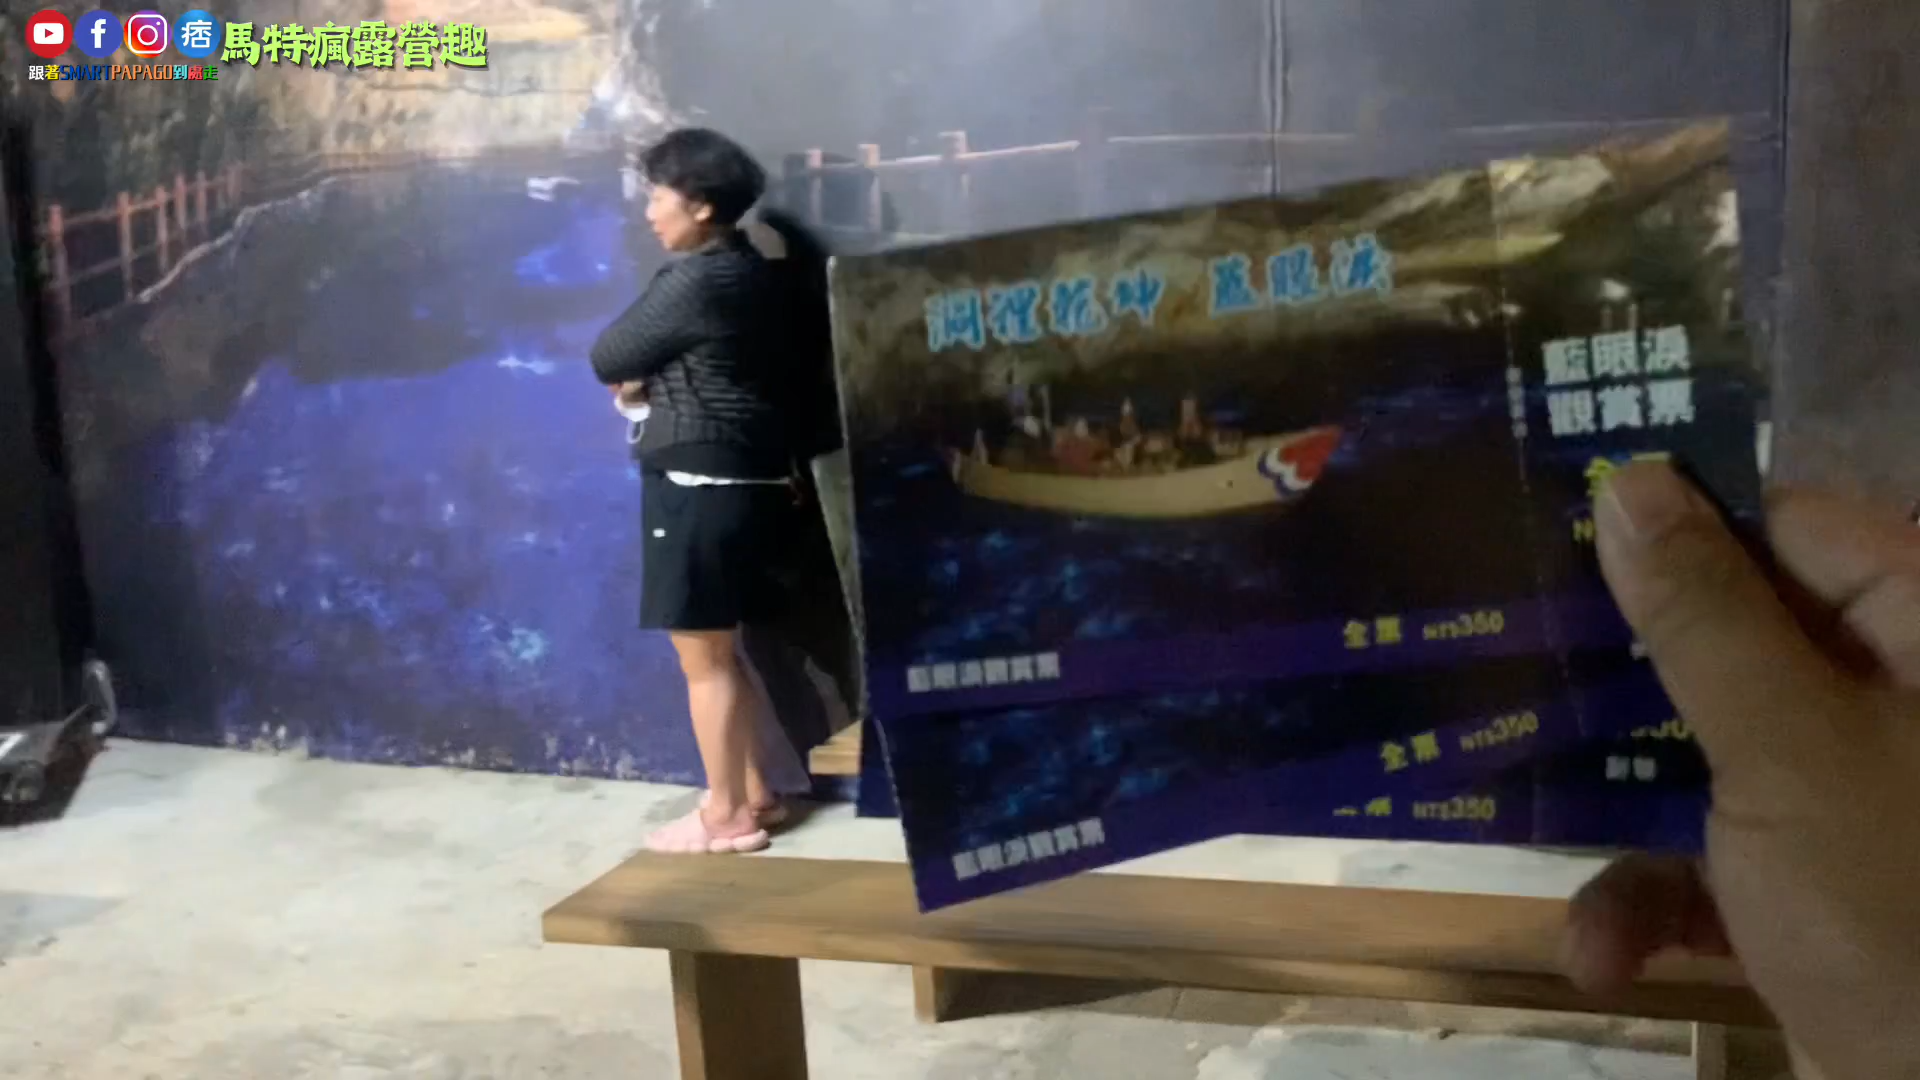 痞 馬特瘋露營趣
跟著SMARTPAPAGO到處走
洞裡乾坤 藍眼淚
藍眼淚
觀賞票
全票 NT$350
藍眼淚觀賞票
全票 NT$350
藍眼淚觀賞票
NT$350